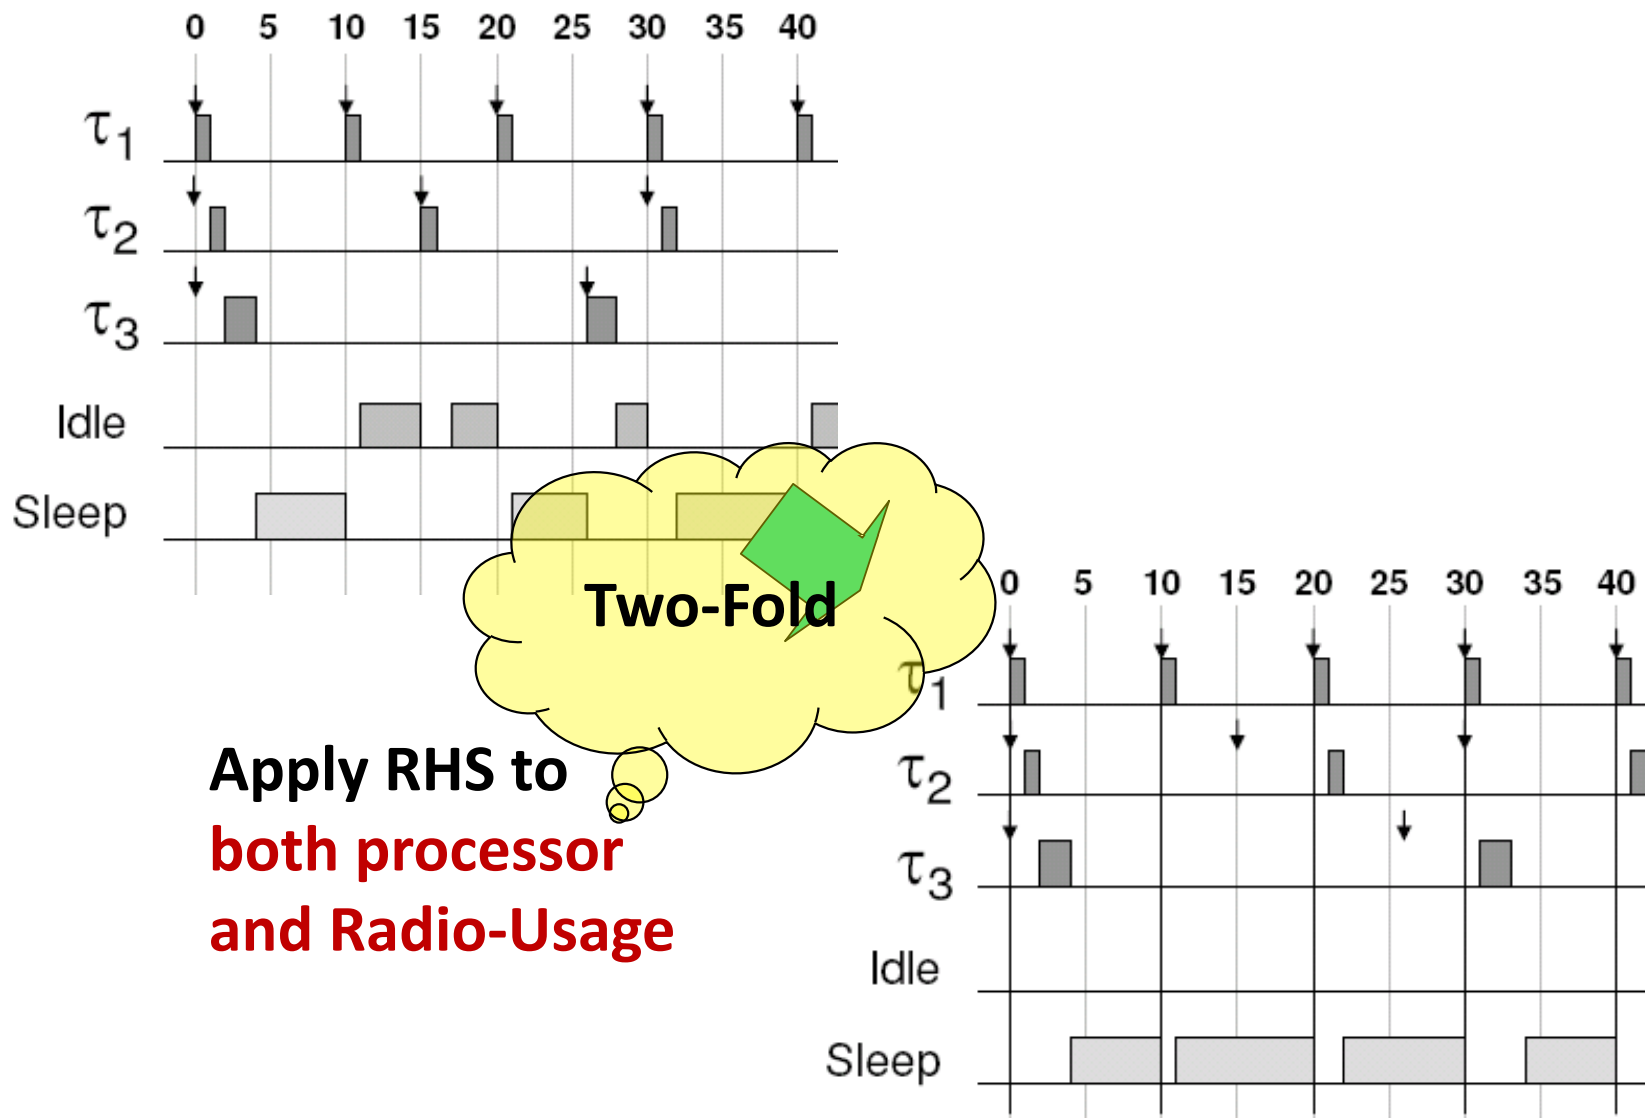 0 5 10 15 20 25 30 35 40
τ1
τ2
τ3
Idle
Sleep
Two-Fold
Apply RHS to
both processor
and Radio-Usage
0 5 10 15 20 25 30 35 40
τ1
τ2
τ3
Idle
Sleep